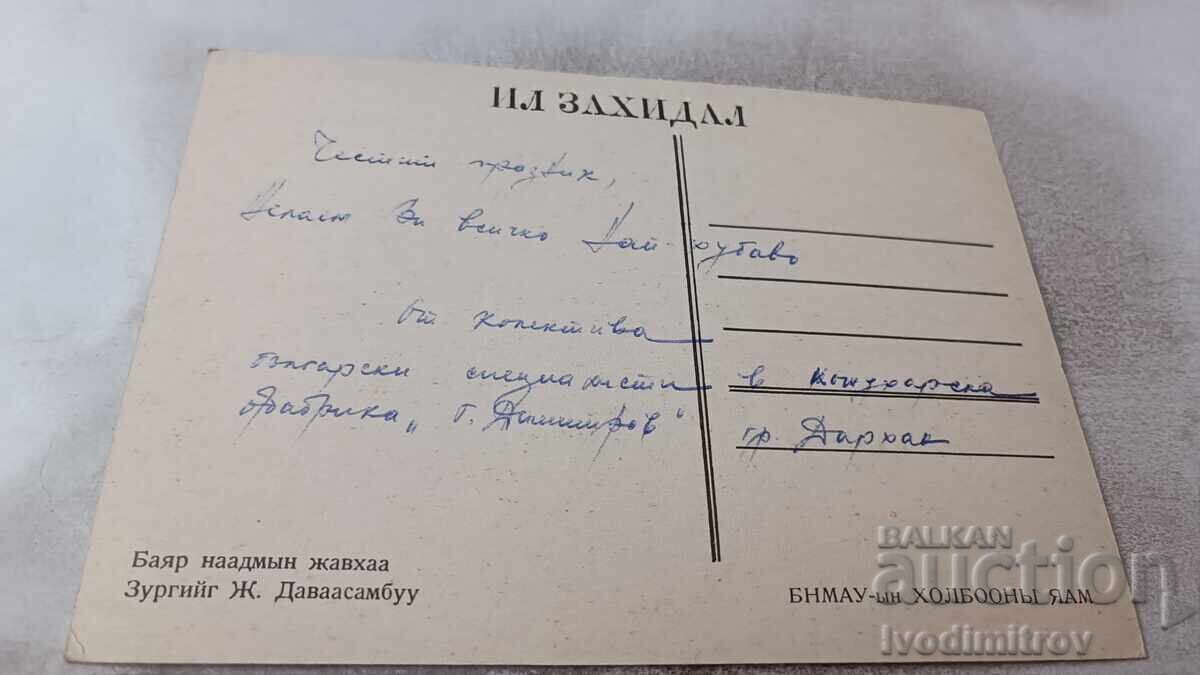 ИЛ ЗАХИДАЛ
Честит празник,
Желаем Ви всичко най-хубаво
от колектива
български специалисти в кожухарска
фабрика „Г. Димитров"
гр. Дархан
Баяр наадмын жавхаа
Зургийг Ж. Даваасамбуу
БНМАУ-ын ХОЛБООНЫ ЯАМ
BALKAN
auction
Ivodimitrov